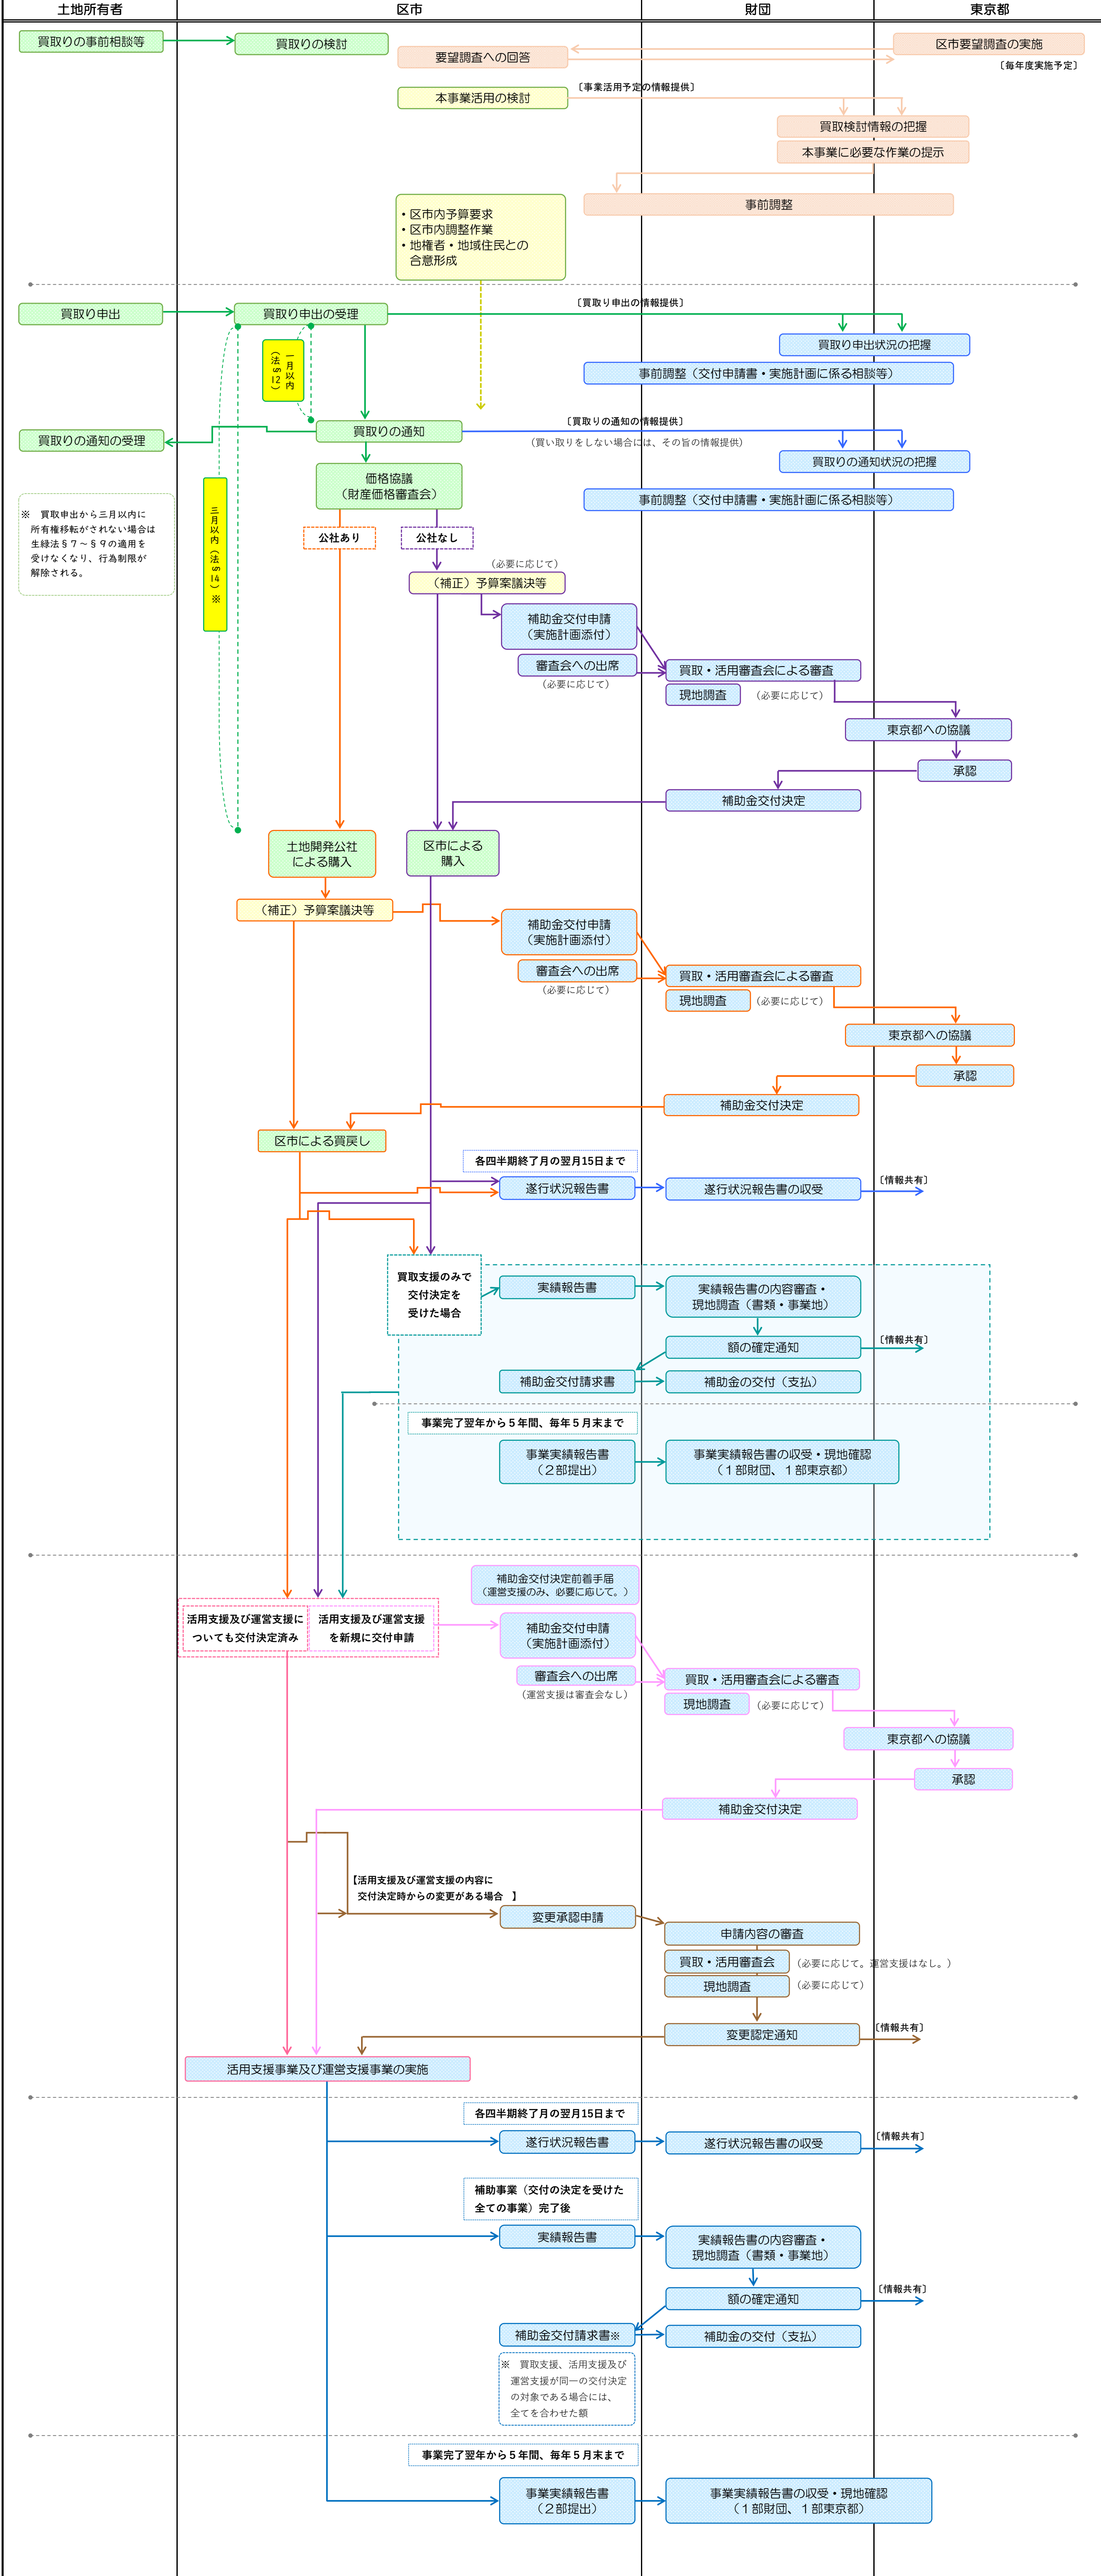 土地所有者
区市
財団
東京都
買取りの事前相談等
買取りの検討
区市要望調査の実施
要望調査への回答
〔毎年度実施予定〕
本事業活用の検討
〔事業活用予定の情報提供〕
買取検討情報の把握
本事業に必要な作業の提示
事前調整
・区市内予算要求
・区市内調整作業
・地権者・地域住民との
合意形成
買取り申出
買取り申出の受理
〔買取り申出の情報提供〕
買取り申出状況の把握
一月以内
（法§12）
事前調整（交付申請書・実施計画に係る相談等）
買取りの通知の受理
買取りの通知
〔買取りの通知の情報提供〕
（買い取りをしない場合には、その旨の情報提供）
買取りの通知状況の把握
価格協議
（財産価格審査会）
事前調整（交付申請書・実施計画に係る相談等）
※　買取申出から三月以内に
所有権移転がされない場合は
生緑法§７～§９の適用を
受けなくなり、行為制限が
解除される。
三月以内（法§14）※
公社あり
公社なし
（必要に応じて）
（補正）予算案議決等
補助金交付申請
（実施計画添付）
審査会への出席
（必要に応じて）
買取・活用審査会による審査
現地調査
（必要に応じて）
東京都への協議
承認
補助金交付決定
土地開発公社
による購入
区市による
購入
（補正）予算案議決等
補助金交付申請
（実施計画添付）
審査会への出席
（必要に応じて）
買取・活用審査会による審査
現地調査
（必要に応じて）
東京都への協議
承認
補助金交付決定
区市による買戻し
各四半期終了月の翌月15日まで
遂行状況報告書
遂行状況報告書の収受
〔情報共有〕
買取支援のみで
交付決定を
受けた場合
実績報告書
実績報告書の内容審査・
現地調査（書類・事業地）
額の確定通知
〔情報共有〕
補助金交付請求書
補助金の交付（支払）
事業完了翌年から５年間、毎年５月末まで
事業実績報告書
（２部提出）
事業実績報告書の収受・現地確認
（１部財団、１部東京都）
補助金交付決定前着手届
（運営支援のみ、必要に応じて。）
活用支援及び運営支援に
ついても交付決定済み
活用支援及び運営支援
を新規に交付申請
補助金交付申請
（実施計画添付）
審査会への出席
（運営支援は審査会なし）
買取・活用審査会による審査
現地調査
（必要に応じて）
東京都への協議
承認
補助金交付決定
【活用支援及び運営支援の内容に
交付決定時からの変更がある場合　】
変更承認申請
申請内容の審査
買取・活用審査会
（必要に応じて。運営支援はなし。）
現地調査
（必要に応じて）
変更認定通知
〔情報共有〕
活用支援事業及び運営支援事業の実施
各四半期終了月の翌月15日まで
遂行状況報告書
遂行状況報告書の収受
〔情報共有〕
補助事業（交付の決定を受けた
全ての事業）完了後
実績報告書
実績報告書の内容審査・
現地調査（書類・事業地）
額の確定通知
〔情報共有〕
補助金交付請求書※
補助金の交付（支払）
※　買取支援、活用支援及び
運営支援が同一の交付決定
の対象である場合には、
全てを合わせた額
事業完了翌年から５年間、毎年５月末まで
事業実績報告書
（２部提出）
事業実績報告書の収受・現地確認
（１部財団、１部東京都）